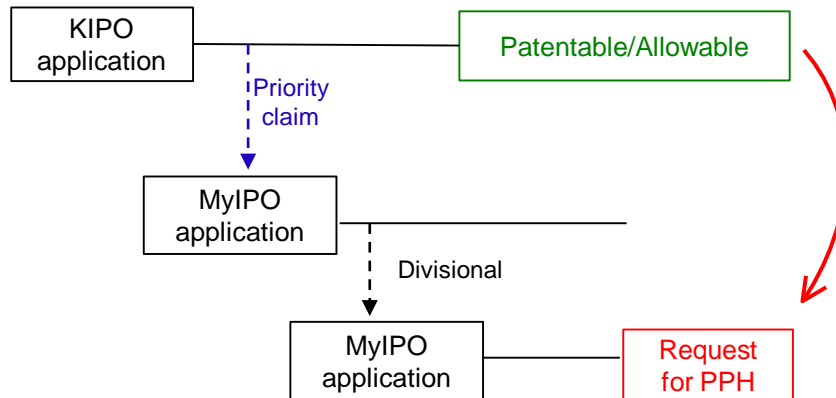 KIPO
application
Patentable/Allowable
Priority
claim
MyIPO
application
Divisional
MyIPO
application
Request
for PPH